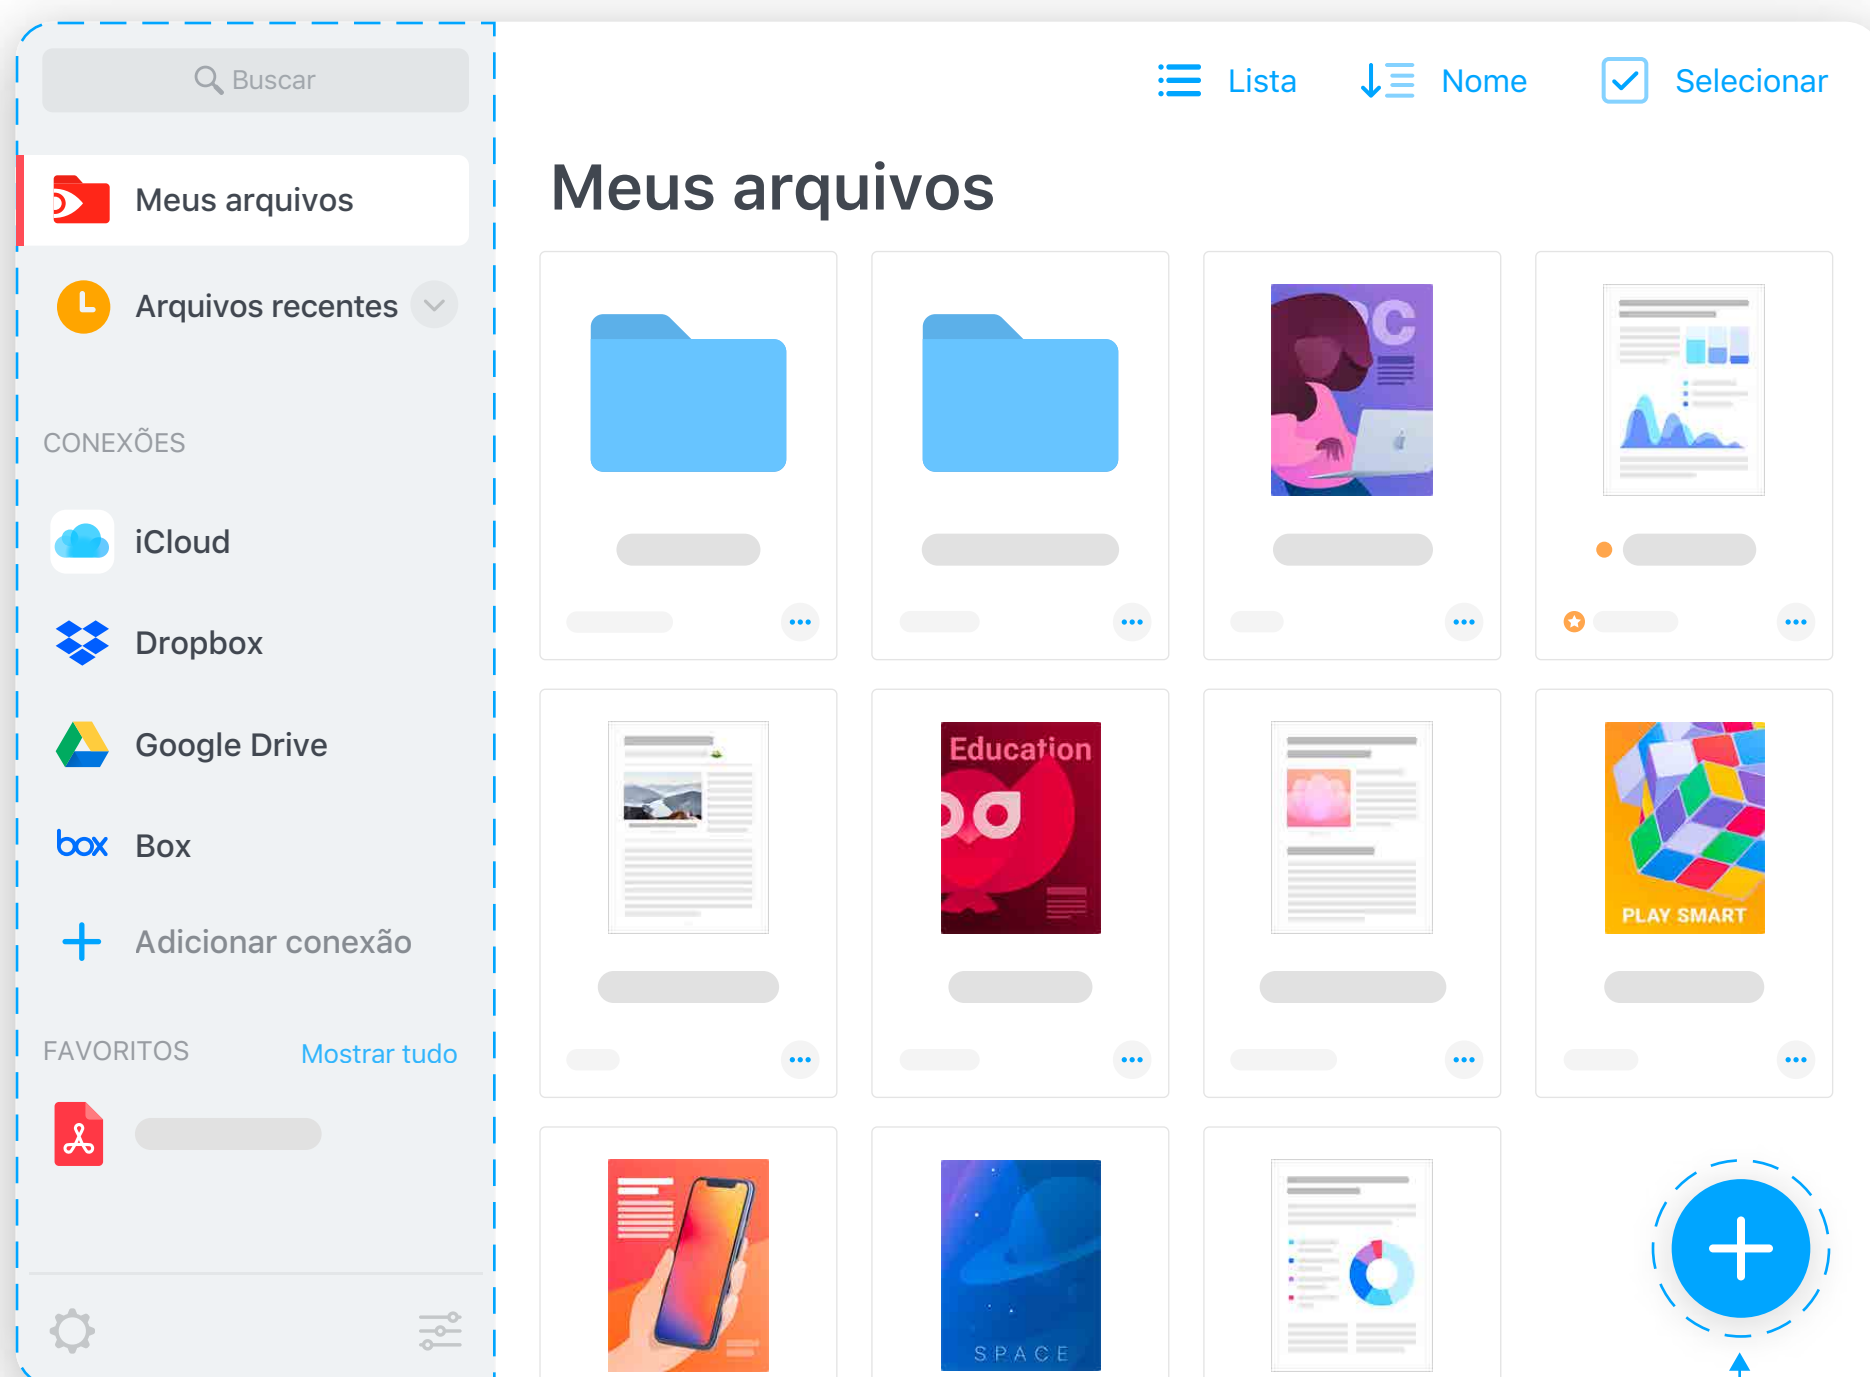 Buscar
Meus arquivos
Arquivos recentes
CONEXÕES
iCloud
Dropbox
Google Drive
box Box
Adicionar conexão
FAVORITOS
Mostrar tudo
Lista
Nome
Selecionar
Meus arquivos
C
Education
PLAY SMART
SPACE